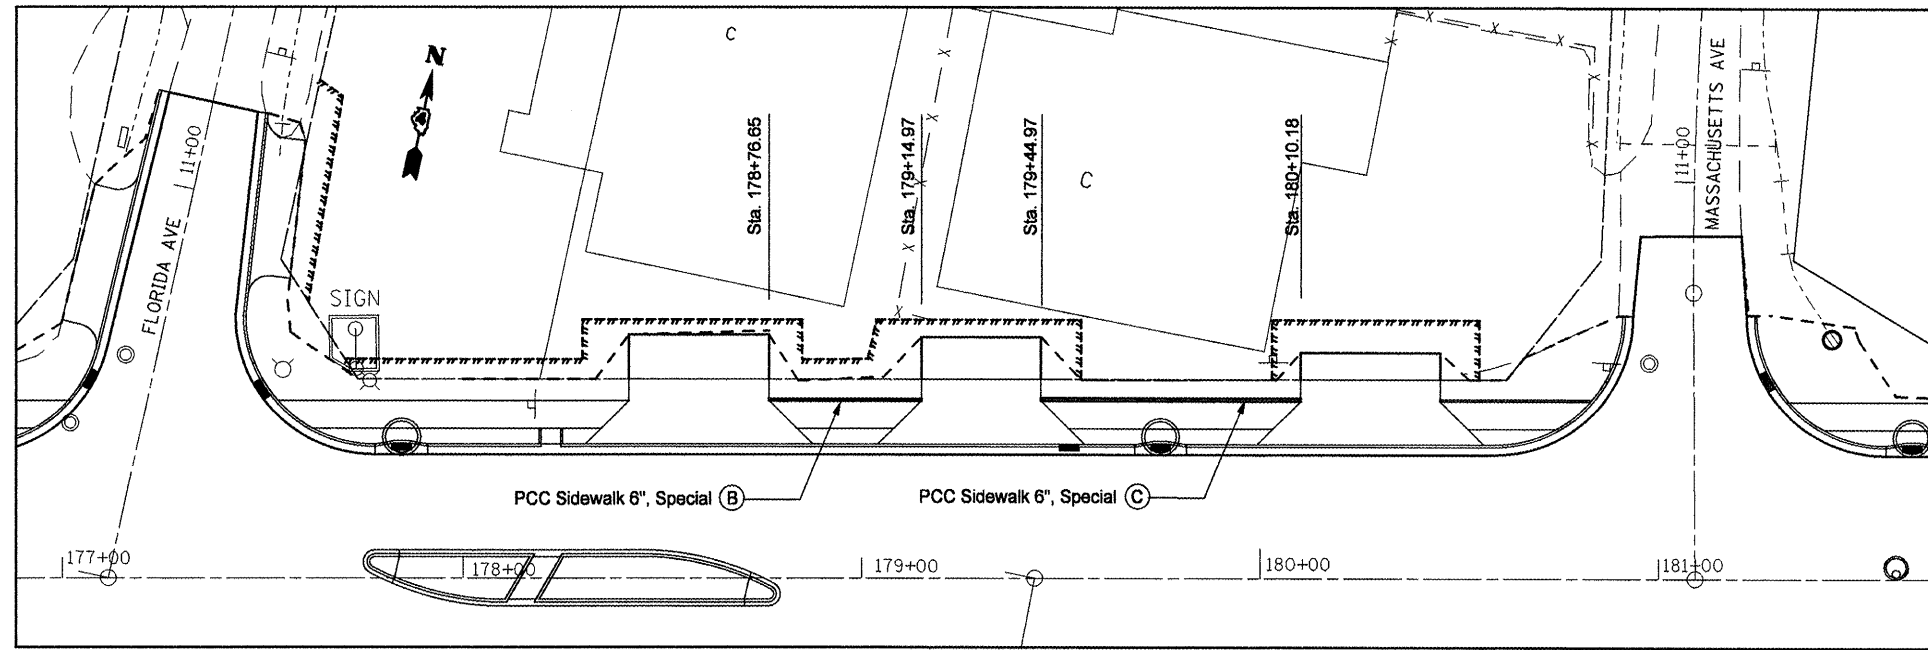 C
N
Sta. 178+76.65
Sta. 179+14.97
Sta. 179+44.97
C
Sta. 180+10.18
MASSACHUSETTS AVE
11+00
11+00
FLORIDA AVE
SIGN
PCC Sidewalk 6", Special B
PCC Sidewalk 6", Special C
177+00
178+00
179+00
180+00
181+00